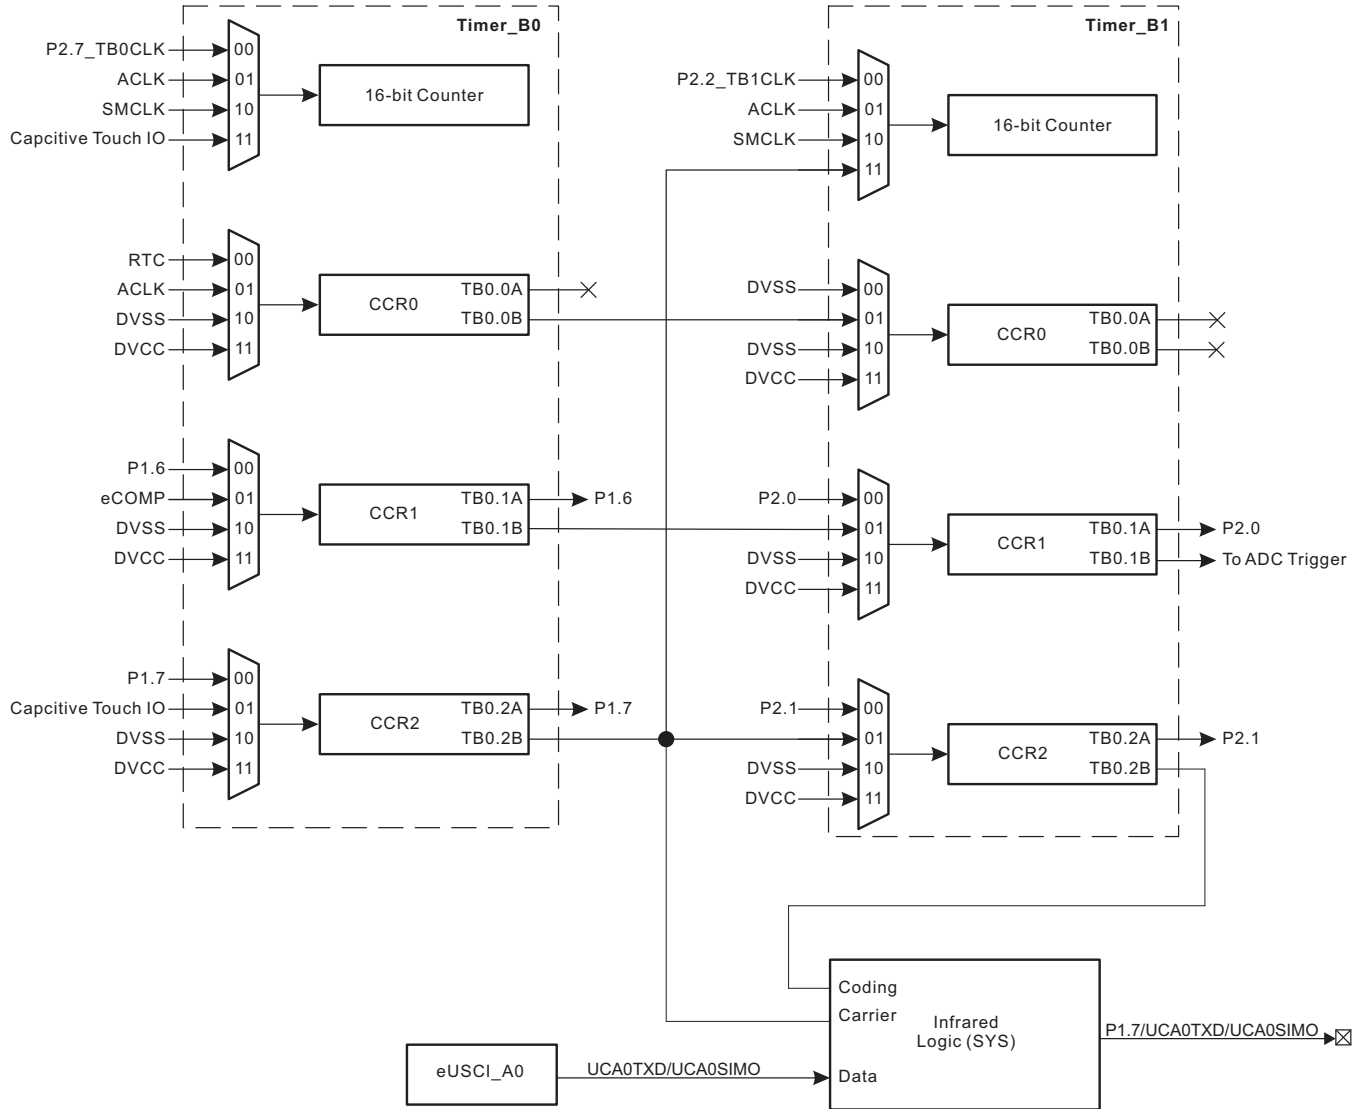 Timer_B0
P2.7_TB0CLK 00
ACLK 01
SMCLK 10
Capcitive Touch IO 11
16-bit Counter
RTC 00
ACLK 01
DVSS 10
DVCC 11
CCR0
TB0.0A
TB0.0B
P1.6 00
eCOMP 01
DVSS 10
DVCC 11
CCR1
TB0.1A P1.6
TB0.1B
P1.7 00
Capcitive Touch IO 01
DVSS 10
DVCC 11
CCR2
TB0.2A P1.7
TB0.2B
Timer_B1
P2.2_TB1CLK 00
ACLK 01
SMCLK 10
11
16-bit Counter
DVSS 00
01
DVSS 10
DVCC 11
CCR0
TB0.0A
TB0.0B
P2.0 00
01
DVSS 10
DVCC 11
CCR1
TB0.1A P2.0
TB0.1B To ADC Trigger
P2.1 00
01
DVSS 10
DVCC 11
CCR2
TB0.2A P2.1
TB0.2B
Coding
Carrier
Data
Infrared
Logic (SYS)
P1.7/UCA0TXD/UCA0SIMO
eUSCI_A0
UCA0TXD/UCA0SIMO